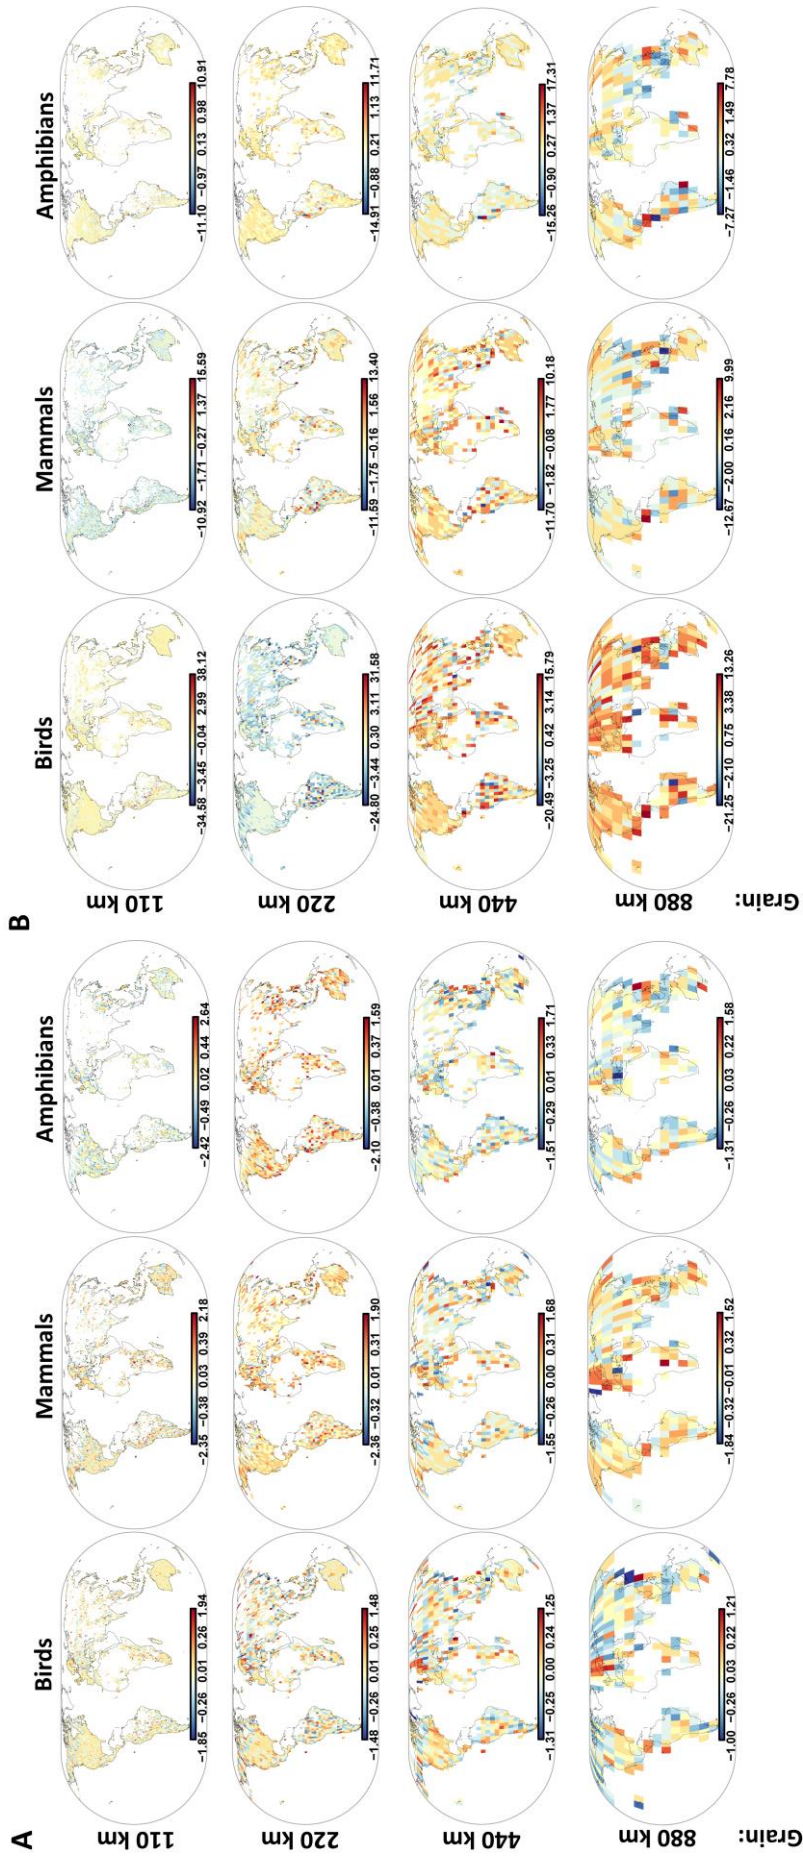 A
Birds Mammals Amphibians
110 km
−1.85 −0.26 0.01 0.26 1.94
−2.35 −0.38 0.03 0.39 2.18
−2.42 −0.49 0.02 0.44 2.64
220 km
−1.48 −0.26 0.01 0.25 1.48
−2.36 −0.32 0.01 0.31 1.90
−2.10 −0.38 0.01 0.37 1.59
440 km
−1.31 −0.25 0.00 0.24 1.25
−1.55 −0.26 0.00 0.31 1.68
−1.51 −0.29 0.01 0.33 1.71
880 km
−1.00 −0.26 0.03 0.22 1.21
−1.84 −0.32 −0.01 0.32 1.52
−1.31 −0.26 0.03 0.22 1.58
Grain:
B
Birds Mammals Amphibians
110 km
−34.58 −3.45 −0.04 2.99 38.12
−10.92 −1.71 −0.27 1.37 15.59
−11.10 −0.97 0.13 0.98 10.91
220 km
−24.80 −3.44 0.30 3.11 31.58
−11.59 −1.75 −0.16 1.56 13.40
−14.91 −0.88 0.21 1.13 11.71
440 km
−20.49 −3.25 0.42 3.14 15.79
−11.70 −1.82 −0.08 1.77 10.18
−15.26 −0.90 0.27 1.37 17.31
880 km
−21.25 −2.10 0.75 3.38 13.26
−12.67 −2.00 0.16 2.16 9.99
−7.27 −1.46 0.32 1.49 7.78
Grain: